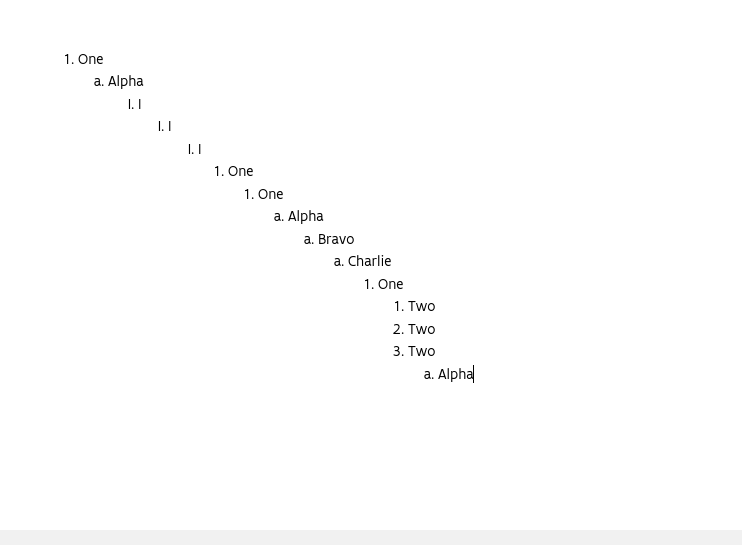 1. One
a. Alpha
I. I
I. I
I. I
1. One
1. One
a. Alpha
a. Bravo
a. Charlie
1. One
1. Two
2. Two
3. Two
a. Alpha